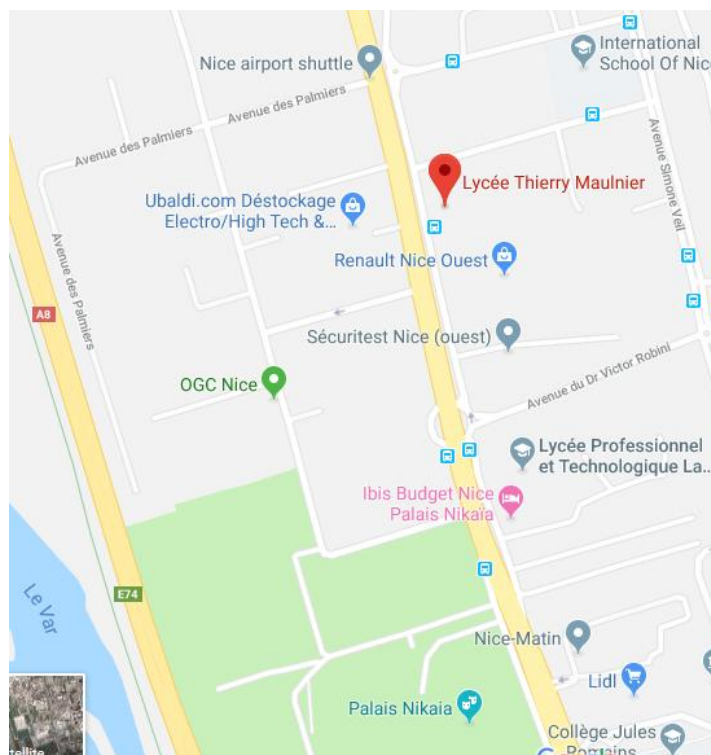 International
School Of Nic
Nice airport shuttle
Avenue des Palmiers
Avenue des Palmiers
Avenue Simone Veil
Lycée Thierry Maulnier
Ubaldi.com Déstockage
Electro/High Tech &...
Renault Nice Ouest
Avenue des Palmiers
A8
Sécuritest Nice (ouest)
Avenue du Dr Victor Robini
OGC Nice
Lycée Professionnel
et Technologique La...
Ibis Budget Nice
Palais Nikaïa
E74
Le Var
Nice-Matin
Lidl
Palais Nikaia
Collège Jules